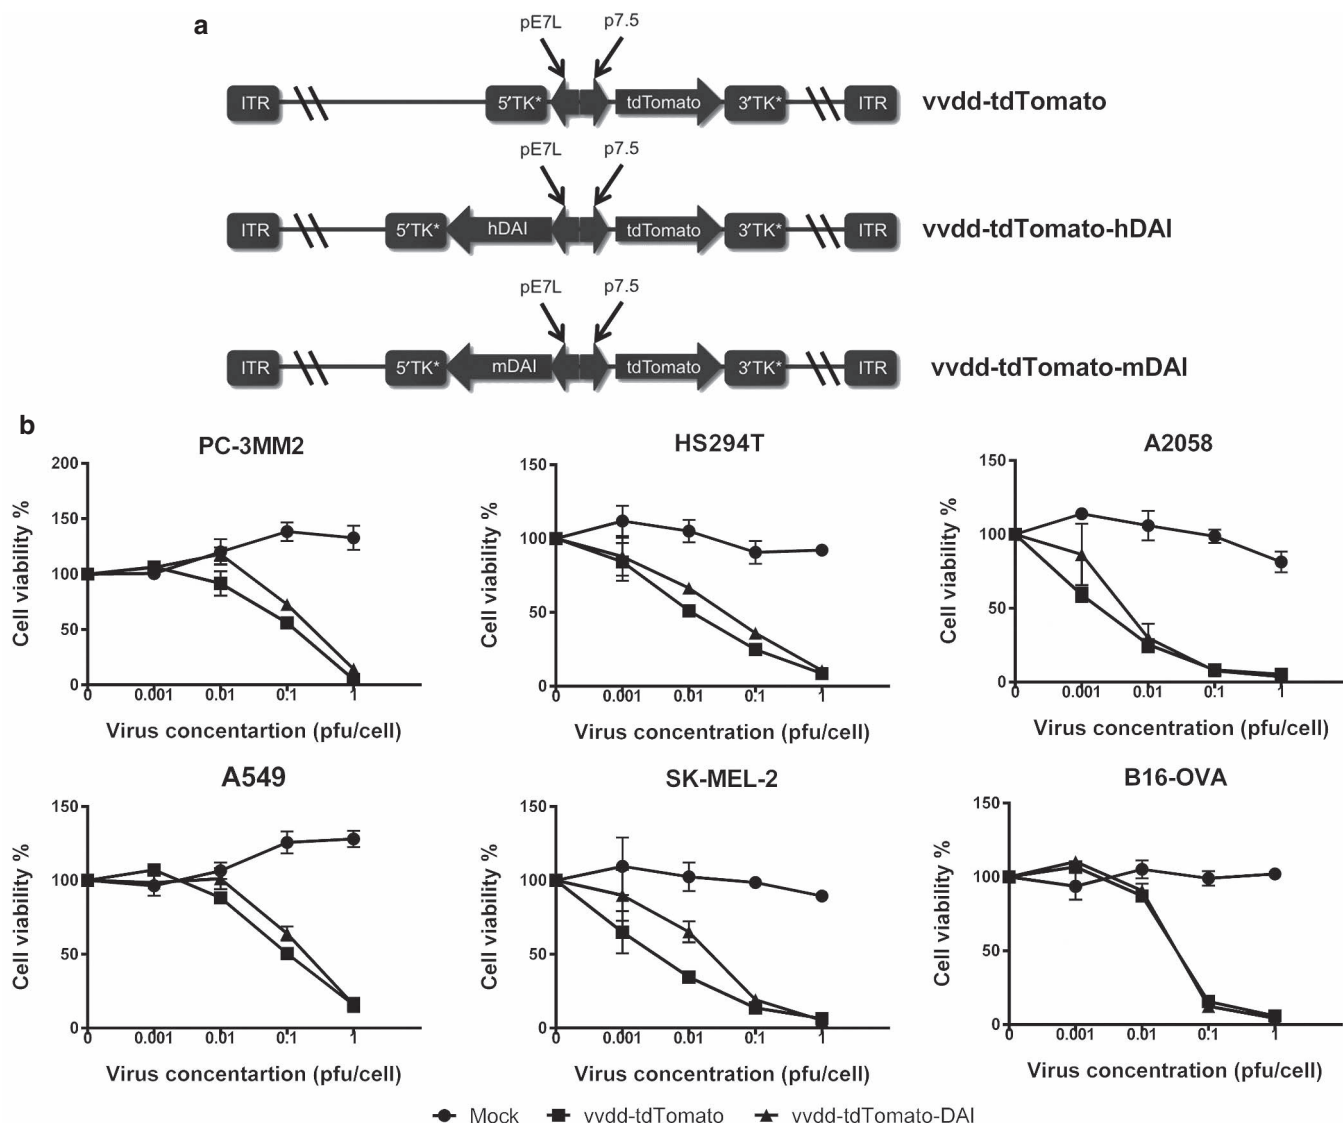 a
pE7L p7.5
ITR 5'TK* tdTomato 3'TK* ITR vvdd-tdTomato
pE7L p7.5
ITR 5'TK* hDAI tdTomato 3'TK* ITR vvdd-tdTomato-hDAI
pE7L p7.5
ITR 5'TK* mDAI tdTomato 3'TK* ITR vvdd-tdTomato-mDAI
b
PC-3MM2
Cell viability %
200
150
100
50
0
0 0.001 0.01 0.1 1
Virus concentartion (pfu/cell)
HS294T
Cell viability %
150
100
50
0
0 0.001 0.01 0.1 1
Virus concentration (pfu/cell)
A2058
Cell viability %
150
100
50
0
0 0.001 0.01 0.1 1
Virus concentration (pfu/cell)
A549
Cell viability %
150
100
50
0
0 0.001 0.01 0.1 1
Virus concentartion (pfu/cell)
SK-MEL-2
Cell viability %
150
100
50
0
0 0.001 0.01 0.1 1
Virus concentration (pfu/cell)
B16-OVA
Cell viability %
150
100
50
0
0 0.001 0.01 0.1 1
Virus concentration (pfu/cell)
Mock vvdd-tdTomato vvdd-tdTomato-DAI